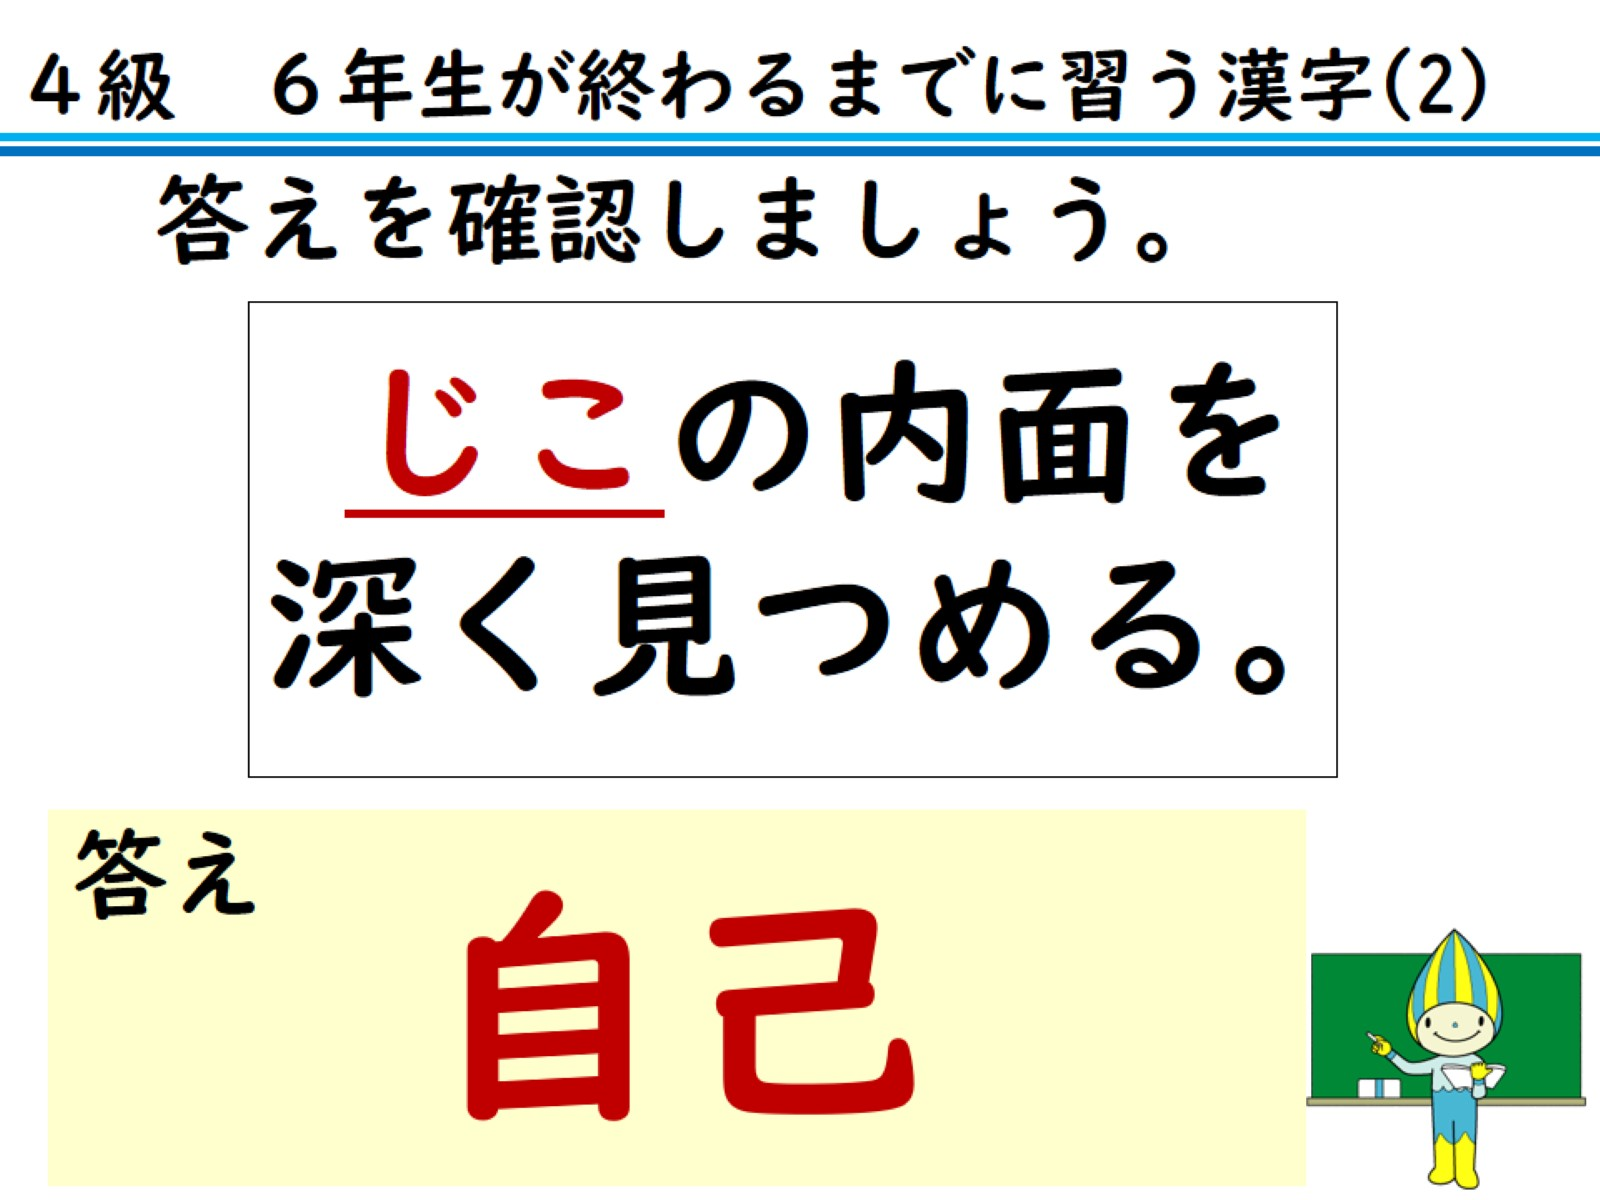 ４級　６年生が終わるまでに習う漢字(2)
答えを確認しましょう。
じこの内面を
深く見つめる。
答え
自己